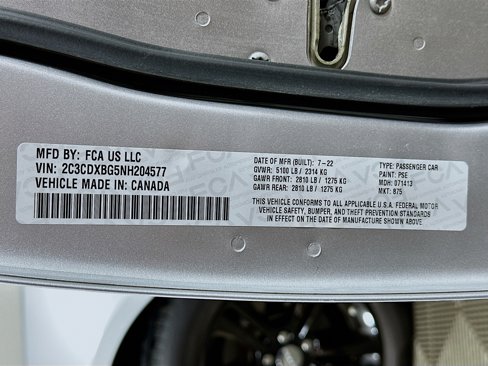 MFD BY: FCA US LLC
VIN: 2C3CDXBG5NH204577
VEHICLE MADE IN: CANADA
DATE OF MFR (BUILT): 7-22
GVWR: 5100 LB / 2314 KG
GAWR FRONT: 2810 LB / 1275 KG
GAWR REAR: 2810 LB / 1275 KG
TYPE: PASSENGER CAR
PAINT: PSE
MDH: 071413
MKT: 875
THIS VEHICLE CONFORMS TO ALL APPLICABLE U.S.A. FEDERAL MOTOR
VEHICLE SAFETY, BUMPER, AND THEFT PREVENTION STANDARDS
IN EFFECT ON THE DATE OF MANUFACTURE SHOWN ABOVE